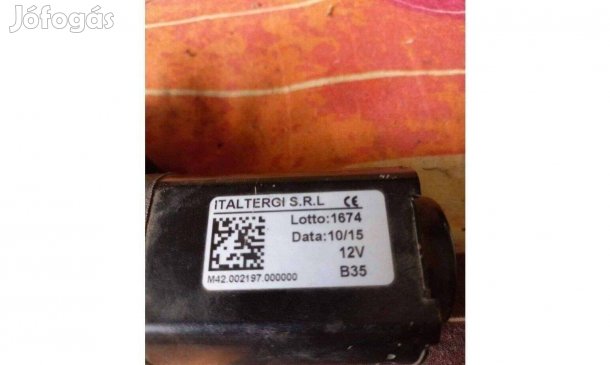 Jófogás
ITALTERGI S.R.L CE
Lotto:1674
Data:10/15
12V
M42.002197.000000 B35